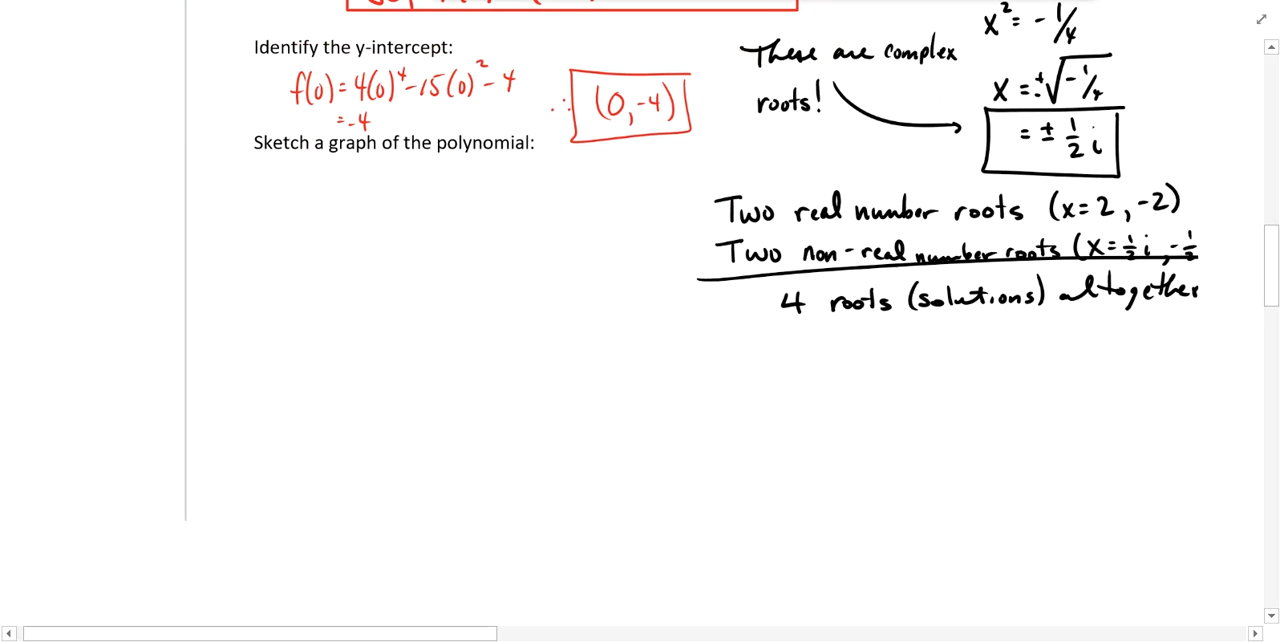 Identify the y-intercept:
f(0) = 4(0)⁴ - 15(0)² - 4
= -4
∴ (0, -4)
Sketch a graph of the polynomial:
x² = - 1/4
These are complex
roots!
x = ±√-1/4
= ± 1/2 i
Two real number roots (x = 2, -2)
Two non-real number roots (x = 1/2 i, -1/2
4 roots (solutions) altogether